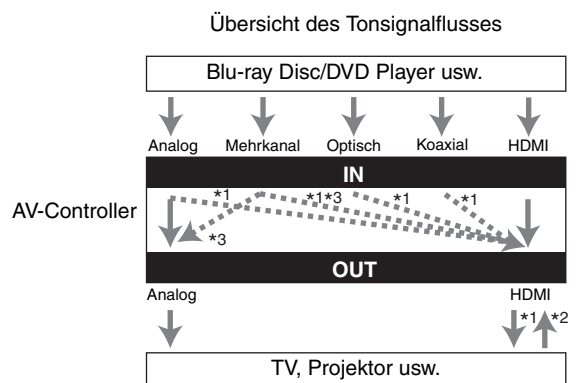 Übersicht des Tonsignalflusses
Blu-ray Disc/DVD Player usw.
Analog Mehrkanal Optisch Koaxial HDMI
IN
*1 *1*3 *1 *1
AV-Controller
*3
OUT
Analog HDMI
*1 *2
TV, Projektor usw.